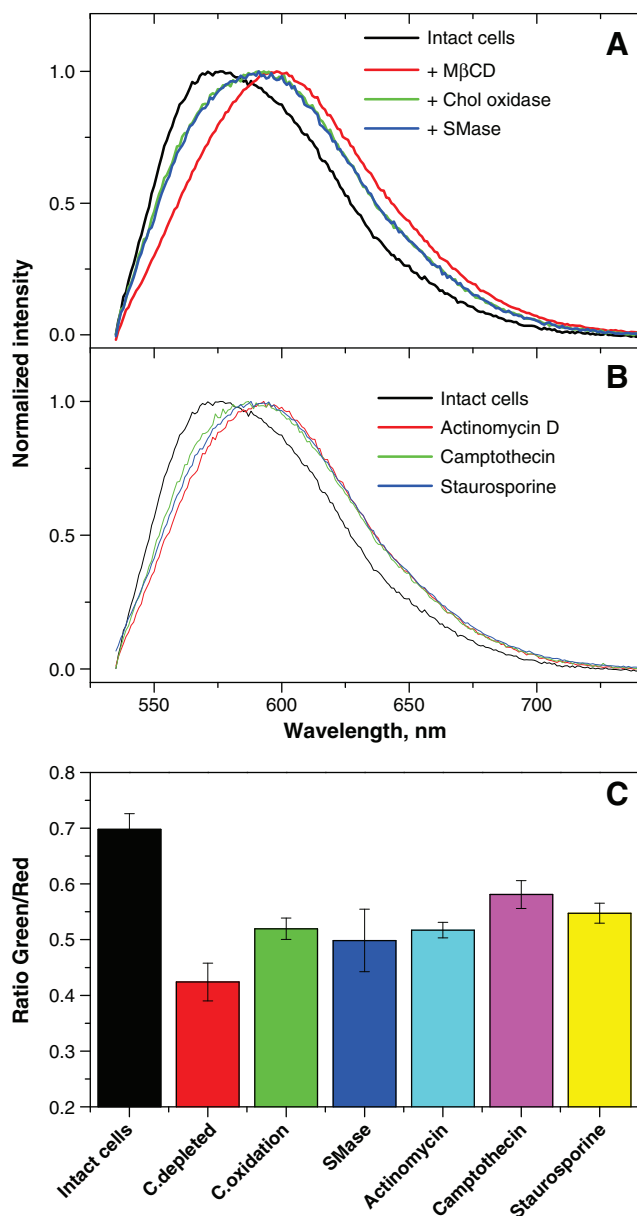 A
Intact cells
+ MβCD
+ Chol oxidase
+ SMase
1.0
0.5
0.0
Normalized intensity
B
Intact cells
Actinomycin D
Camptothecin
Staurosporine
1.0
0.5
0.0
550 600 650 700
Wavelength, nm
C
0.8
0.7
0.6
0.5
0.4
0.3
0.2
Ratio Green/Red
Intact cells
C.depleted
C.oxidation
SMase
Actinomycin
Camptothecin
Staurosporine